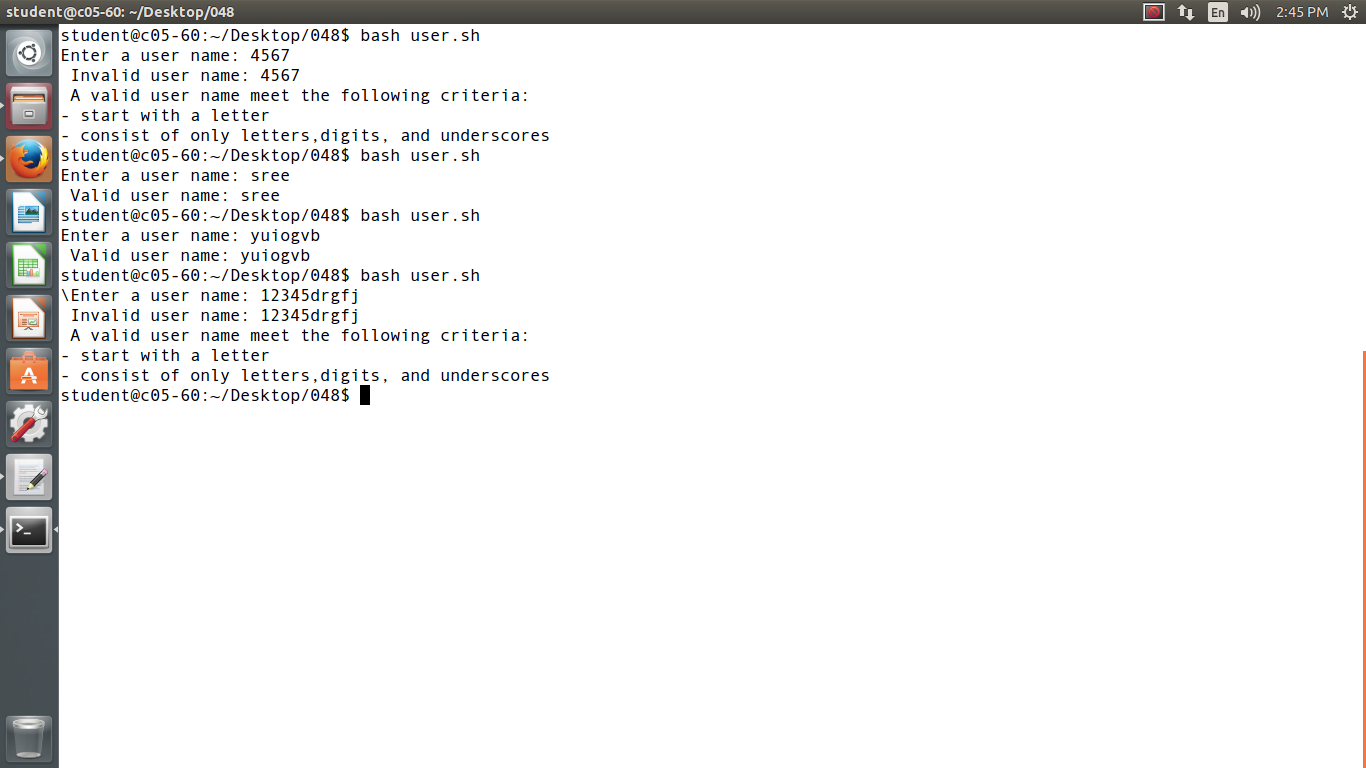 student@c05-60: ~/Desktop/048
En
2:45 PM
student@c05-60:~/Desktop/048$ bash user.sh
Enter a user name: 4567
 Invalid user name: 4567
 A valid user name meet the following criteria:
- start with a letter
- consist of only letters,digits, and underscores
student@c05-60:~/Desktop/048$ bash user.sh
Enter a user name: sree
 Valid user name: sree
student@c05-60:~/Desktop/048$ bash user.sh
Enter a user name: yuiogvb
 Valid user name: yuiogvb
student@c05-60:~/Desktop/048$ bash user.sh
\Enter a user name: 12345drgfj
 Invalid user name: 12345drgfj
 A valid user name meet the following criteria:
- start with a letter
- consist of only letters,digits, and underscores
student@c05-60:~/Desktop/048$